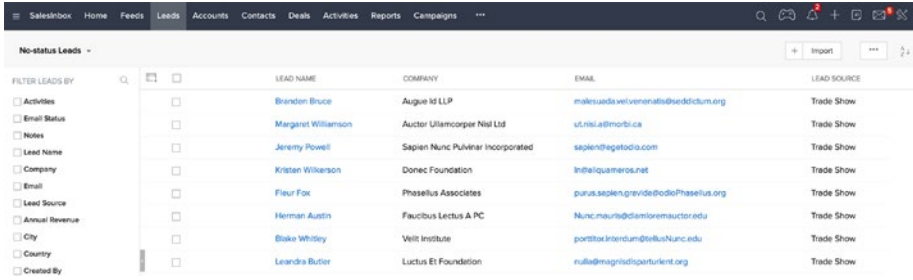 SalesInbox Home Feeds Leads Accounts Contacts Deals Activities Reports Campaigns ...
2
No-status Leads
+ Import ...
FILTER LEADS BY
LEAD NAME COMPANY EMAIL LEAD SOURCE
Activities
Email Status
Notes
Lead Name
Company
Email
Lead Source
Annual Revenue
City
Country
Created By
Branden Bruce Augue Id LLP malesuada.vel.venenatis@seddictum.org Trade Show
Margaret Williamson Auctor Ullamcorper Nisl Ltd ut.nisi.a@morbi.ca Trade Show
Jeremy Powell Sapien Nunc Pulvinar Incorporated sapien@egetodio.com Trade Show
Kristen Wilkerson Donec Foundation In@aliquameros.net Trade Show
Fleur Fox Phasellus Associates purus.sapien.gravida@odioPhasellus.org Trade Show
Herman Austin Faucibus Lectus A PC Nunc.mauris@diamloremauctor.edu Trade Show
Blake Whitley Velit Institute porttitor.interdum@tellusNunc.edu Trade Show
Leandra Butler Luctus Et Foundation nulla@magnisdisparturient.org Trade Show